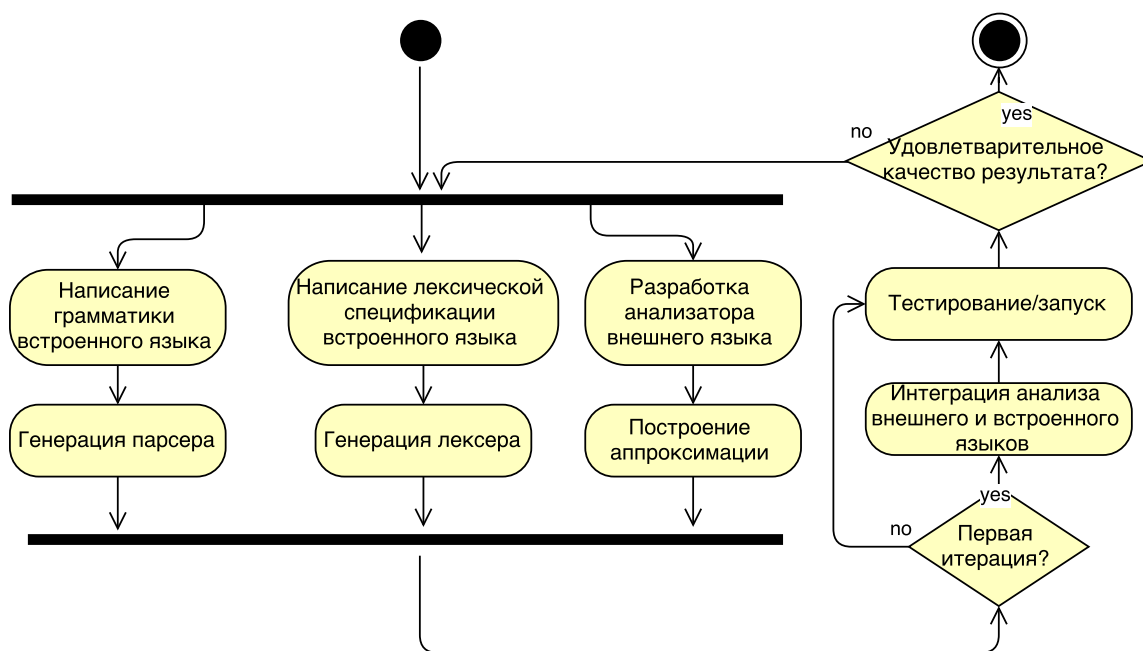 yes
no
Удовлетварительное
качество результата?
Написание
грамматики
встроенного языка
Написание лексической
спецификации
встроенного языка
Разработка
анализатора
внешнего языка
Тестирование/запуск
Генерация парсера
Генерация лексера
Построение
аппроксимации
Интеграция анализа
внешнего и встроенного
языков
yes
no
Первая
итерация?